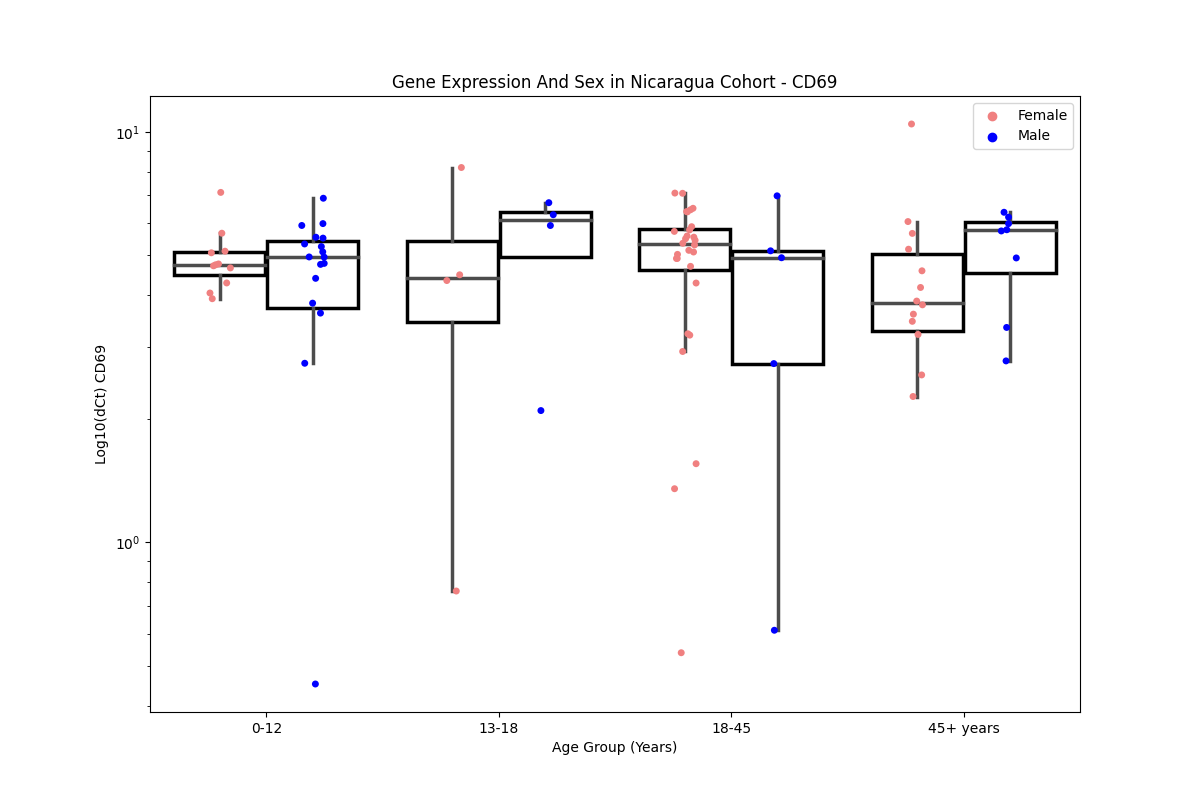 Gene Expression And Sex in Nicaragua Cohort - CD69
Female
Male
10¹
10⁰
Log10(dCt) CD69
0-12
13-18
18-45
45+ years
Age Group (Years)